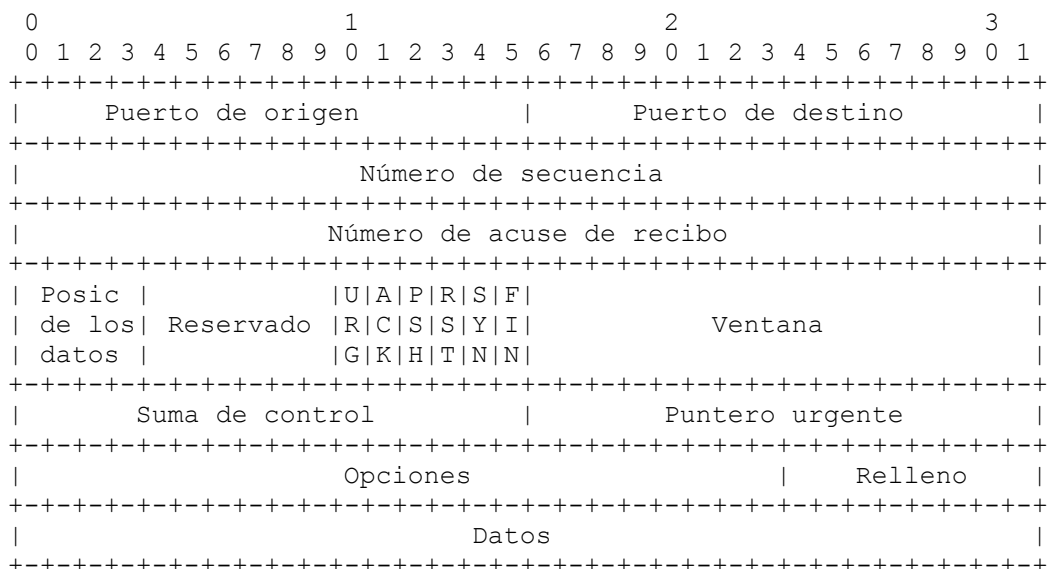 0                   1                   2                   3
0 1 2 3 4 5 6 7 8 9 0 1 2 3 4 5 6 7 8 9 0 1 2 3 4 5 6 7 8 9 0 1
+-+-+-+-+-+-+-+-+-+-+-+-+-+-+-+-+-+-+-+-+-+-+-+-+-+-+-+-+-+-+-+-+
|     Puerto de origen          |      Puerto de destino        |
+-+-+-+-+-+-+-+-+-+-+-+-+-+-+-+-+-+-+-+-+-+-+-+-+-+-+-+-+-+-+-+-+
|                     Número de secuencia                       |
+-+-+-+-+-+-+-+-+-+-+-+-+-+-+-+-+-+-+-+-+-+-+-+-+-+-+-+-+-+-+-+-+
|                   Número de acuse de recibo                   |
+-+-+-+-+-+-+-+-+-+-+-+-+-+-+-+-+-+-+-+-+-+-+-+-+-+-+-+-+-+-+-+-+
| Posic |           |U|A|P|R|S|F|                               |
| de los| Reservado |R|C|S|S|Y|I|           Ventana             |
| datos |           |G|K|H|T|N|N|                               |
+-+-+-+-+-+-+-+-+-+-+-+-+-+-+-+-+-+-+-+-+-+-+-+-+-+-+-+-+-+-+-+-+
|       Suma de control         |        Puntero urgente        |
+-+-+-+-+-+-+-+-+-+-+-+-+-+-+-+-+-+-+-+-+-+-+-+-+-+-+-+-+-+-+-+-+
|                    Opciones                   |    Relleno    |
+-+-+-+-+-+-+-+-+-+-+-+-+-+-+-+-+-+-+-+-+-+-+-+-+-+-+-+-+-+-+-+-+
|                            Datos                              |
+-+-+-+-+-+-+-+-+-+-+-+-+-+-+-+-+-+-+-+-+-+-+-+-+-+-+-+-+-+-+-+-+